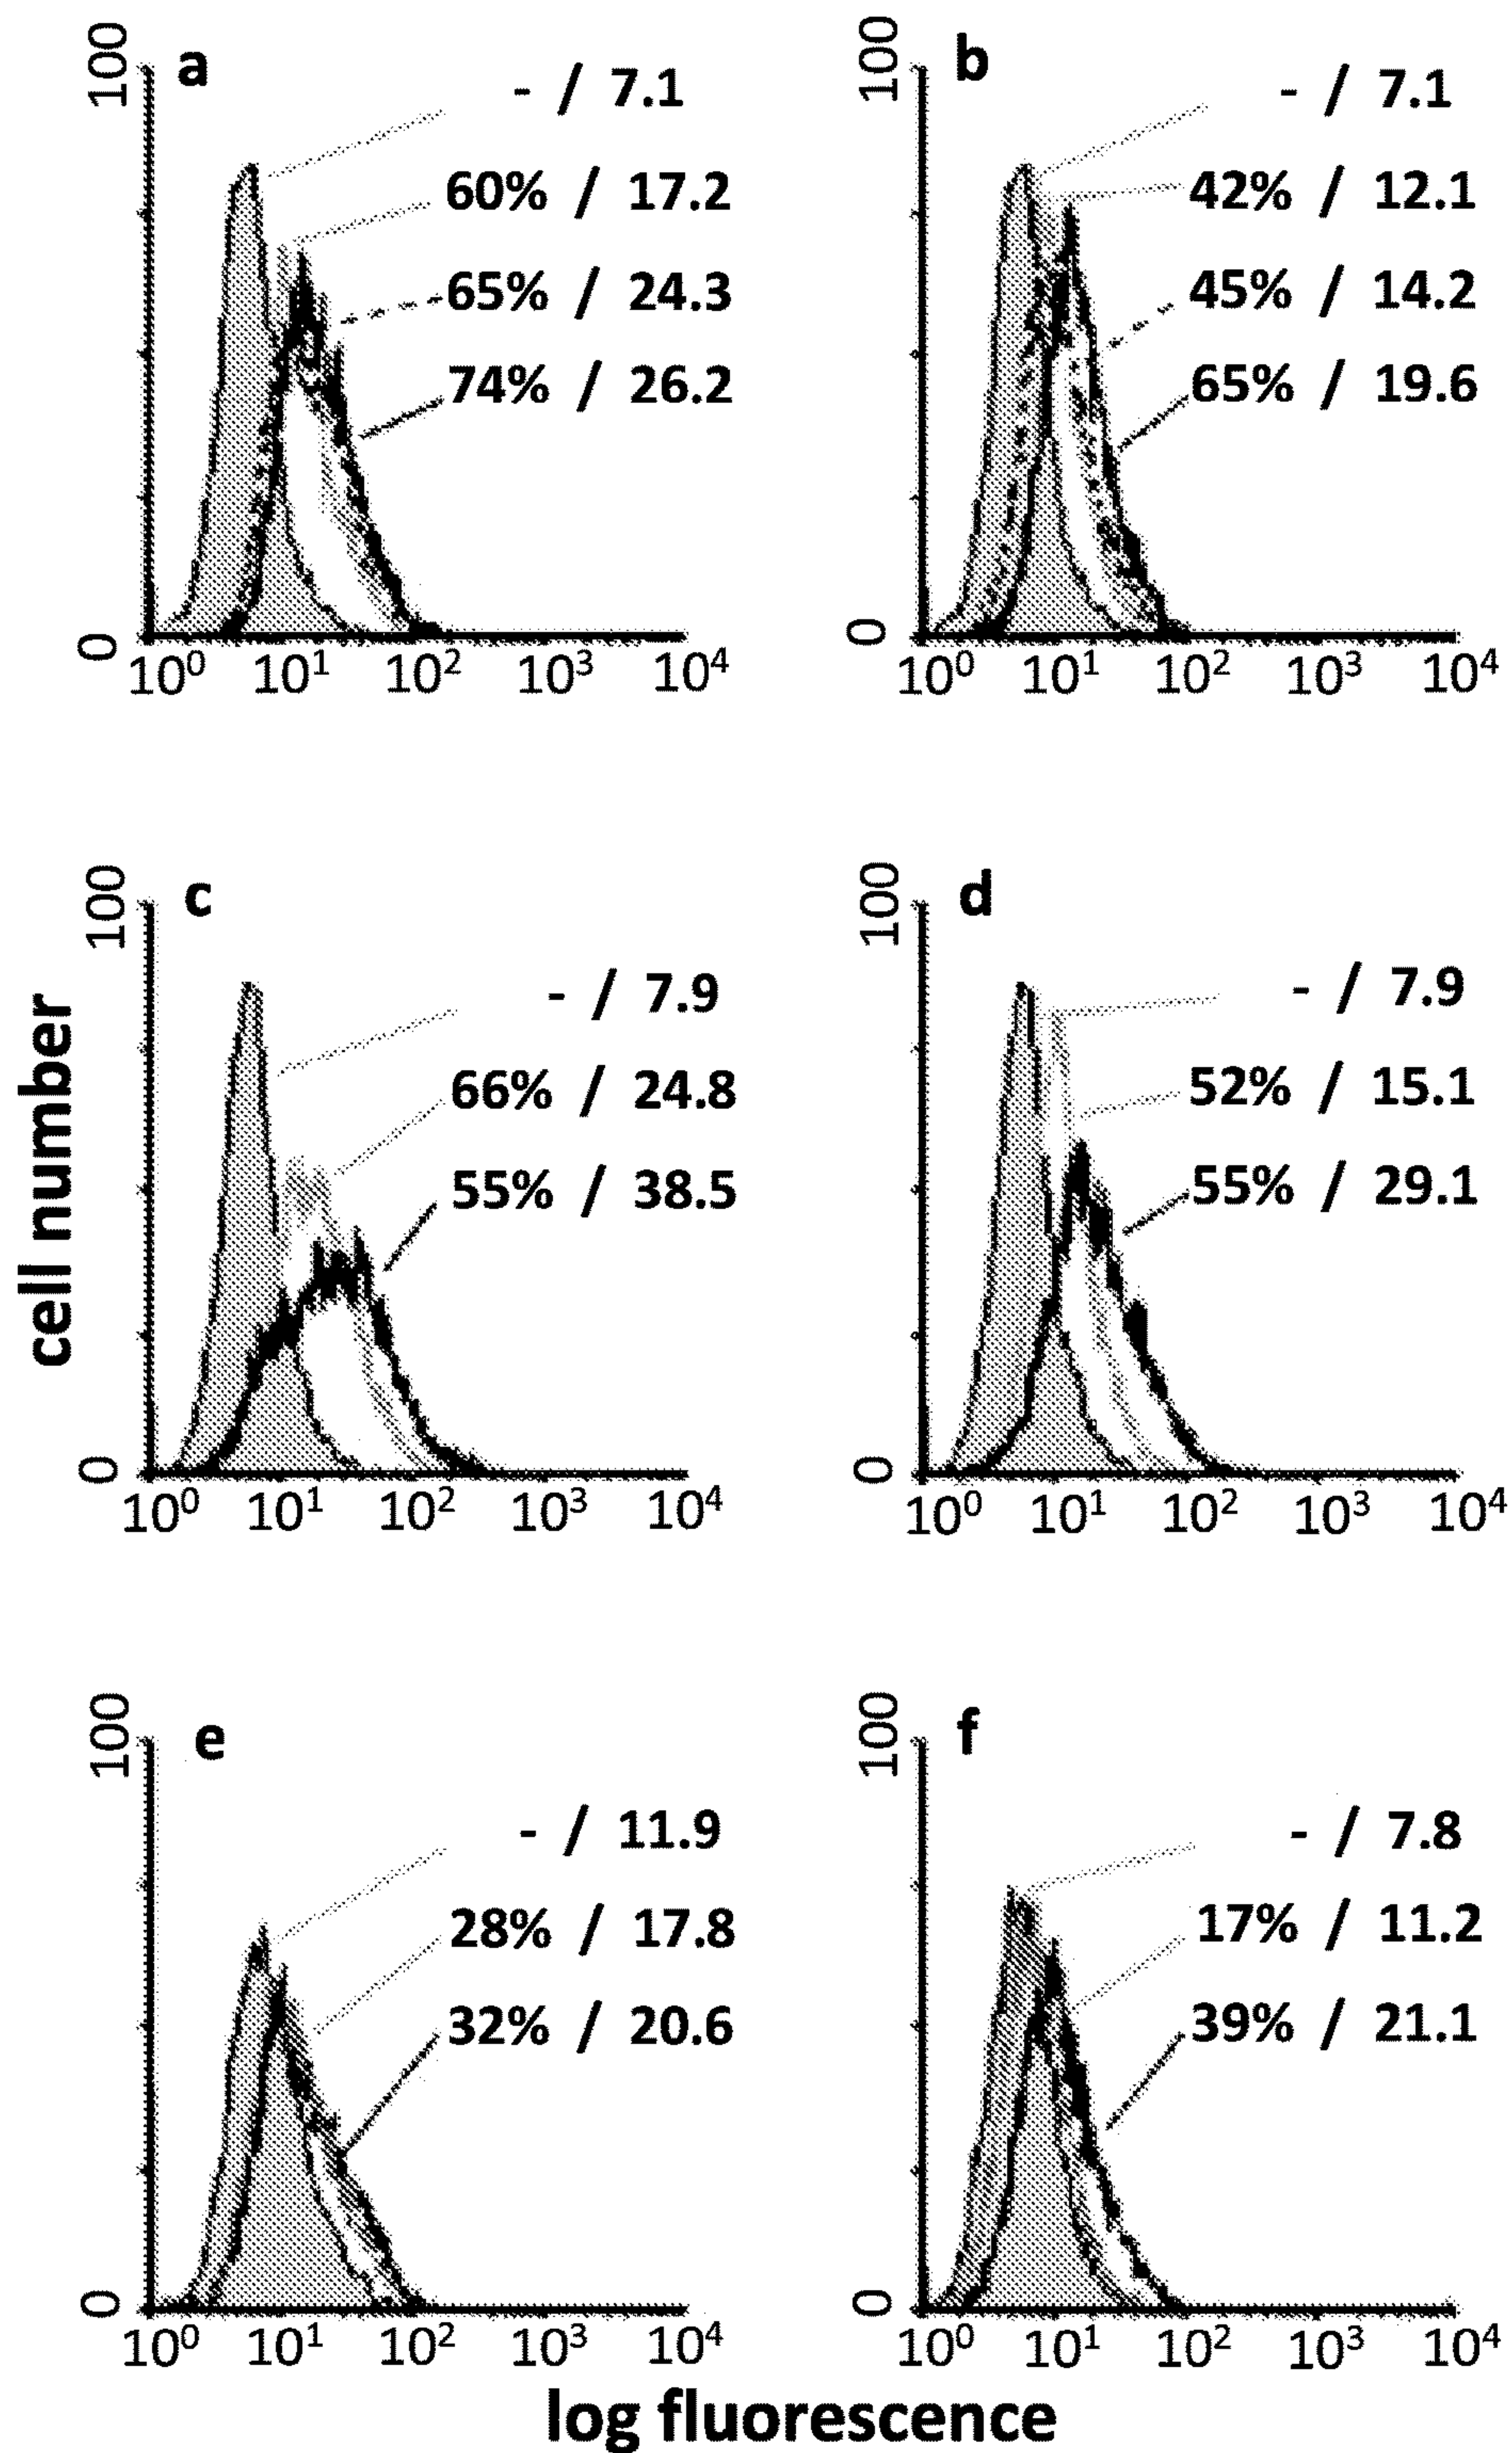 a
100
- / 7.1
60% / 17.2
65% / 24.3
74% / 26.2
0
10⁰ 10¹ 10² 10³ 10⁴
b
100
- / 7.1
42% / 12.1
45% / 14.2
65% / 19.6
0
10⁰ 10¹ 10² 10³ 10⁴
cell number
c
100
- / 7.9
66% / 24.8
55% / 38.5
0
10⁰ 10¹ 10² 10³ 10⁴
d
100
- / 7.9
52% / 15.1
55% / 29.1
0
10⁰ 10¹ 10² 10³ 10⁴
e
100
- / 11.9
28% / 17.8
32% / 20.6
0
10⁰ 10¹ 10² 10³ 10⁴
f
100
- / 7.8
17% / 11.2
39% / 21.1
0
10⁰ 10¹ 10² 10³ 10⁴
log fluorescence